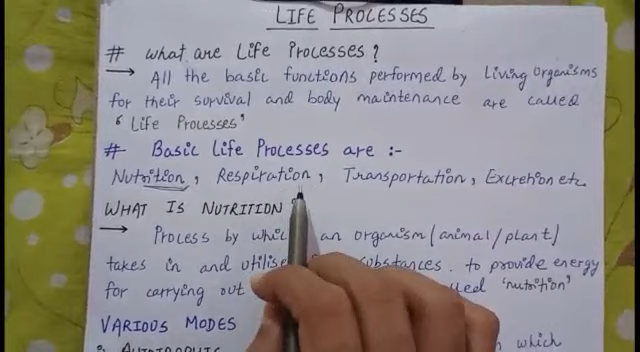 LIFE PROCESSES
# What are Life Processes?
→ All the basic functions performed by Living Organisms
for their survival and body maintenance are called
'Life Processes'
# Basic Life Processes are :-
Nutrition, Respiration, Transportation, Excretion etc.
WHAT IS NUTRITION?
→ Process by which an organism (animal/plant)
takes in and utilise substances. to provide energy
for carrying out 'nutrition'
VARIOUS MODES
which